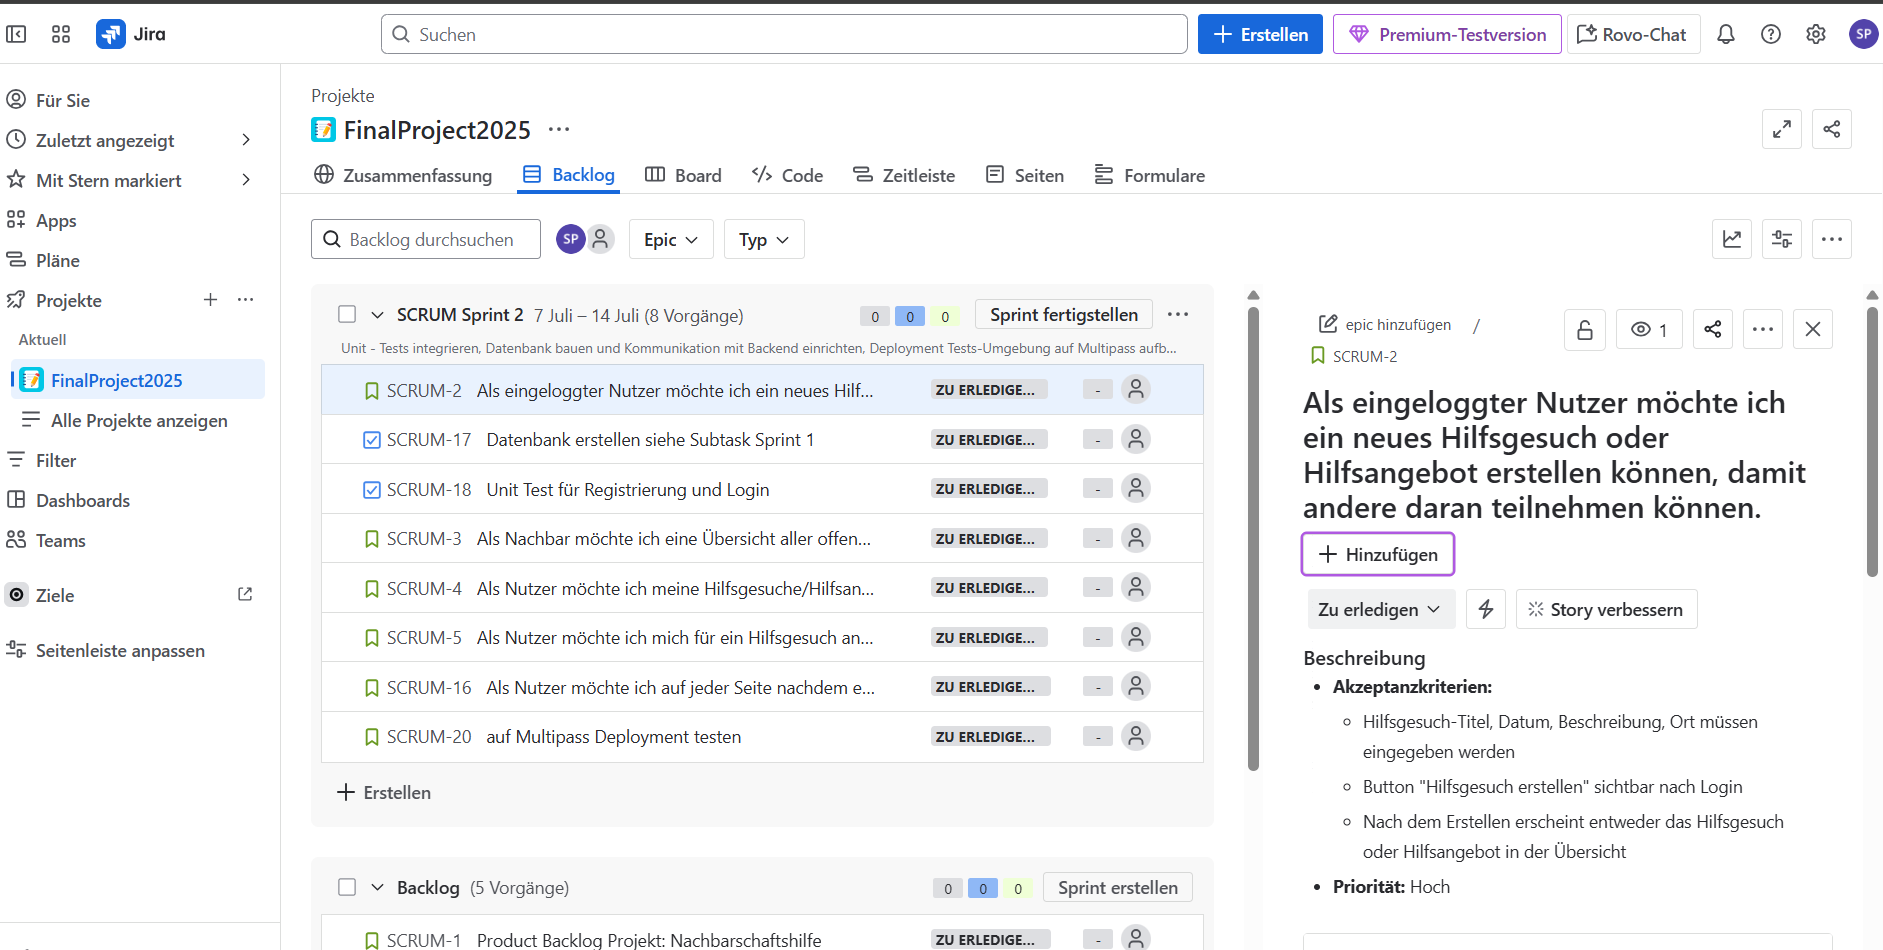 Jira
Suchen
Erstellen
Premium-Testversion
Rovo-Chat
SP
Für Sie
Zuletzt angezeigt
Mit Stern markiert
Apps
Pläne
Projekte
Aktuell
FinalProject2025
Alle Projekte anzeigen
Filter
Dashboards
Teams
Ziele
Seitenleiste anpassen
Projekte
FinalProject2025
Zusammenfassung
Backlog
Board
Code
Zeitleiste
Seiten
Formulare
Backlog durchsuchen
SP
Epic
Typ
SCRUM Sprint 2 7 Juli – 14 Juli (8 Vorgänge)
0 0 0
Sprint fertigstellen
Unit - Tests integrieren, Datenbank bauen und Kommunikation mit Backend einrichten, Deployment Tests-Umgebung auf Multipass aufb...
SCRUM-2 Als eingeloggter Nutzer möchte ich ein neues Hilf... ZU ERLEDIGE... -
SCRUM-17 Datenbank erstellen siehe Subtask Sprint 1 ZU ERLEDIGE... -
SCRUM-18 Unit Test für Registrierung und Login ZU ERLEDIGE... -
SCRUM-3 Als Nachbar möchte ich eine Übersicht aller offen... ZU ERLEDIGE... -
SCRUM-4 Als Nutzer möchte ich meine Hilfsgesuche/Hilfsan... ZU ERLEDIGE... -
SCRUM-5 Als Nutzer möchte ich mich für ein Hilfsgesuch an... ZU ERLEDIGE... -
SCRUM-16 Als Nutzer möchte ich auf jeder Seite nachdem e... ZU ERLEDIGE... -
SCRUM-20 auf Multipass Deployment testen ZU ERLEDIGE... -
Erstellen
Backlog (5 Vorgänge)
0 0 0
Sprint erstellen
SCRUM-1 Product Backlog Projekt: Nachbarschaftshilfe ZU ERLEDIGE... -
epic hinzufügen /
SCRUM-2
1
Als eingeloggter Nutzer möchte ich
ein neues Hilfsgesuch oder
Hilfsangebot erstellen können, damit
andere daran teilnehmen können.
Hinzufügen
Zu erledigen
Story verbessern
Beschreibung
• Akzeptanzkriterien:
◦ Hilfsgesuch-Titel, Datum, Beschreibung, Ort müssen
eingegeben werden
◦ Button "Hilfsgesuch erstellen" sichtbar nach Login
◦ Nach dem Erstellen erscheint entweder das Hilfsgesuch
oder Hilfsangebot in der Übersicht
• Priorität: Hoch